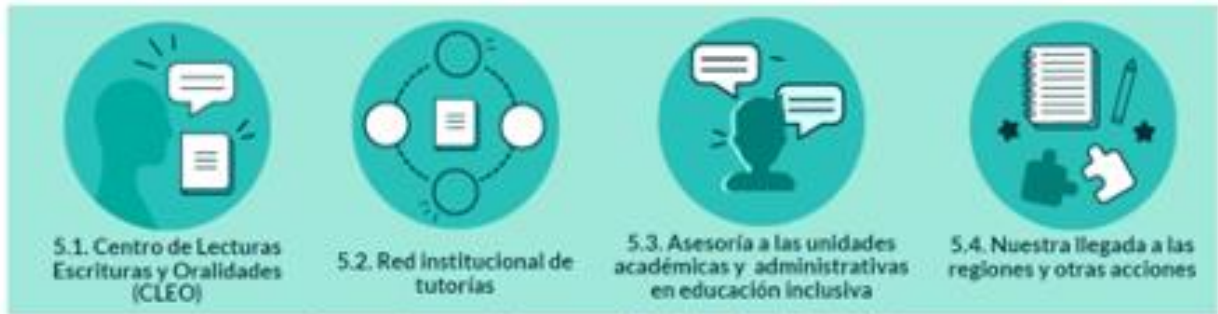 5.1. Centro de Lecturas
Escrituras y Oralidades
(CLEO)
5.2. Red institucional de
tutorías
5.3. Asesoría a las unidades
académicas y administrativas
en educación inclusiva
5.4. Nuestra llegada a las
regiones y otras acciones